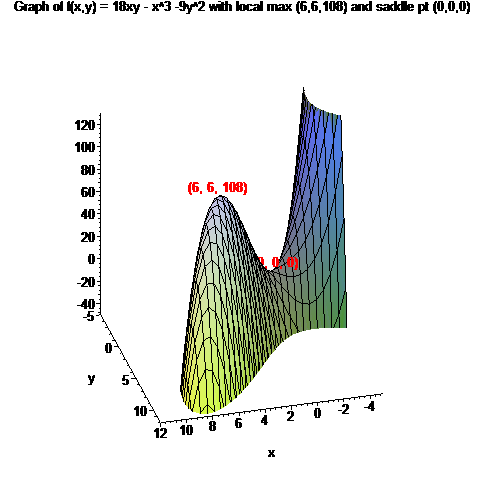 Graph of f(x,y) = 18xy - x^3 -9y^2 with local max (6,6,108) and saddle pt (0,0,0)
120
100
80
60
40
20
0
-20
-40
(6, 6, 108)
0, 0)
-5
0
5
10
y
12 10 8 6 4 2 0 -2 -4
x